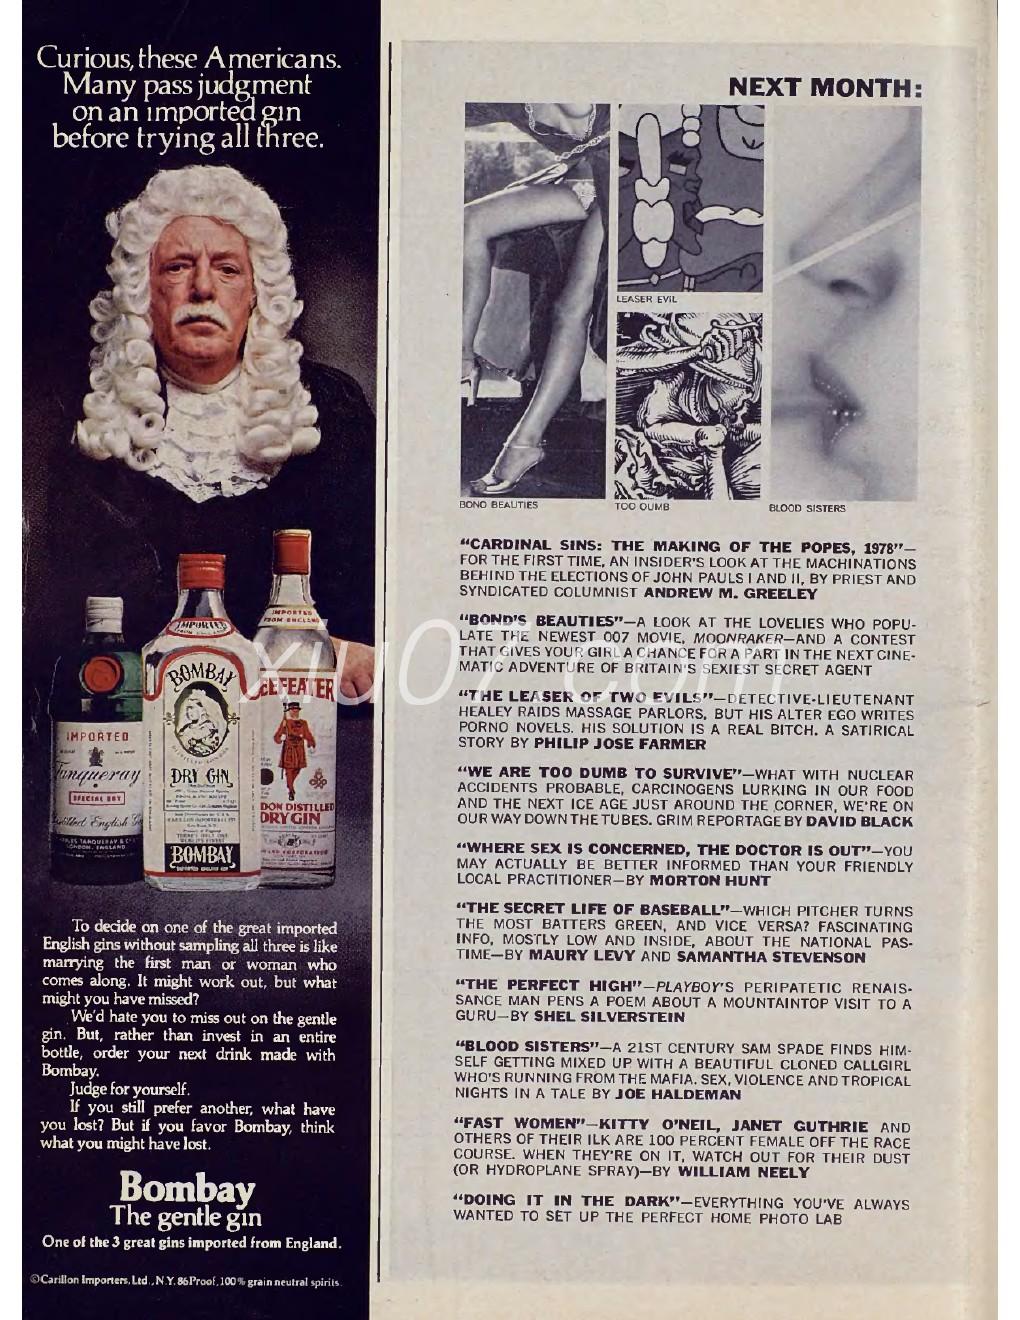 Curious, these Americans.
Many pass judgment
on an imported gin
before trying all three.
IMPORTED
Tanqueray
SPECIAL DRY
Distilled English Gin
CHARLES TANQUERAY & CO
LONDON, ENGLAND
IMPORTED
BOMBAY
DRY GIN
BOMBAY
IMPORTED
FROM ENGLAND
BEEFEATER
DON DISTILLED
DRY GIN
To decide on one of the great imported
English gins without sampling all three is like
marrying the first man or woman who
comes along. It might work out, but what
might you have missed?
We'd hate you to miss out on the gentle
gin. But, rather than invest in an entire
bottle, order your next drink made with
Bombay.
Judge for yourself.
If you still prefer another, what have
you lost? But if you favor Bombay, think
what you might have lost.
Bombay
The gentle gin
One of the 3 great gins imported from England.
©Carillon Importers, Ltd., N.Y. 86 Proof, 100% grain neutral spirits.
NEXT MONTH:
LEASER EVIL
BONO BEAUTIES
TOO OUMB
BLOOD SISTERS
“CARDINAL SINS: THE MAKING OF THE POPES, 1978”—
FOR THE FIRST TIME, AN INSIDER'S LOOK AT THE MACHINATIONS
BEHIND THE ELECTIONS OF JOHN PAULS I AND II, BY PRIEST AND
SYNDICATED COLUMNIST ANDREW M. GREELEY
“BOND'S BEAUTIES”—A LOOK AT THE LOVELIES WHO POPU-
LATE THE NEWEST 007 MOVIE, MOONRAKER—AND A CONTEST
THAT GIVES YOUR GIRL A CHANCE FOR A PART IN THE NEXT CINE-
MATIC ADVENTURE OF BRITAIN'S SEXIEST SECRET AGENT
“THE LEASER OF TWO EVILS”—DETECTIVE-LIEUTENANT
HEALEY RAIDS MASSAGE PARLORS, BUT HIS ALTER EGO WRITES
PORNO NOVELS. HIS SOLUTION IS A REAL BITCH. A SATIRICAL
STORY BY PHILIP JOSE FARMER
“WE ARE TOO DUMB TO SURVIVE”—WHAT WITH NUCLEAR
ACCIDENTS PROBABLE, CARCINOGENS LURKING IN OUR FOOD
AND THE NEXT ICE AGE JUST AROUND THE CORNER, WE'RE ON
OUR WAY DOWN THE TUBES. GRIM REPORTAGE BY DAVID BLACK
“WHERE SEX IS CONCERNED, THE DOCTOR IS OUT”—YOU
MAY ACTUALLY BE BETTER INFORMED THAN YOUR FRIENDLY
LOCAL PRACTITIONER—BY MORTON HUNT
“THE SECRET LIFE OF BASEBALL”—WHICH PITCHER TURNS
THE MOST BATTERS GREEN, AND VICE VERSA? FASCINATING
INFO, MOSTLY LOW AND INSIDE, ABOUT THE NATIONAL PAS-
TIME—BY MAURY LEVY AND SAMANTHA STEVENSON
“THE PERFECT HIGH”—PLAYBOY'S PERIPATETIC RENAIS-
SANCE MAN PENS A POEM ABOUT A MOUNTAINTOP VISIT TO A
GURU—BY SHEL SILVERSTEIN
“BLOOD SISTERS”—A 21ST CENTURY SAM SPADE FINDS HIM-
SELF GETTING MIXED UP WITH A BEAUTIFUL CLONED CALLGIRL
WHO'S RUNNING FROM THE MAFIA. SEX, VIOLENCE AND TROPICAL
NIGHTS IN A TALE BY JOE HALDEMAN
“FAST WOMEN”—KITTY O'NEIL, JANET GUTHRIE AND
OTHERS OF THEIR ILK ARE 100 PERCENT FEMALE OFF THE RACE
COURSE. WHEN THEY'RE ON IT, WATCH OUT FOR THEIR DUST
(OR HYDROPLANE SPRAY)—BY WILLIAM NEELY
“DOING IT IN THE DARK”—EVERYTHING YOU'VE ALWAYS
WANTED TO SET UP THE PERFECT HOME PHOTO LAB